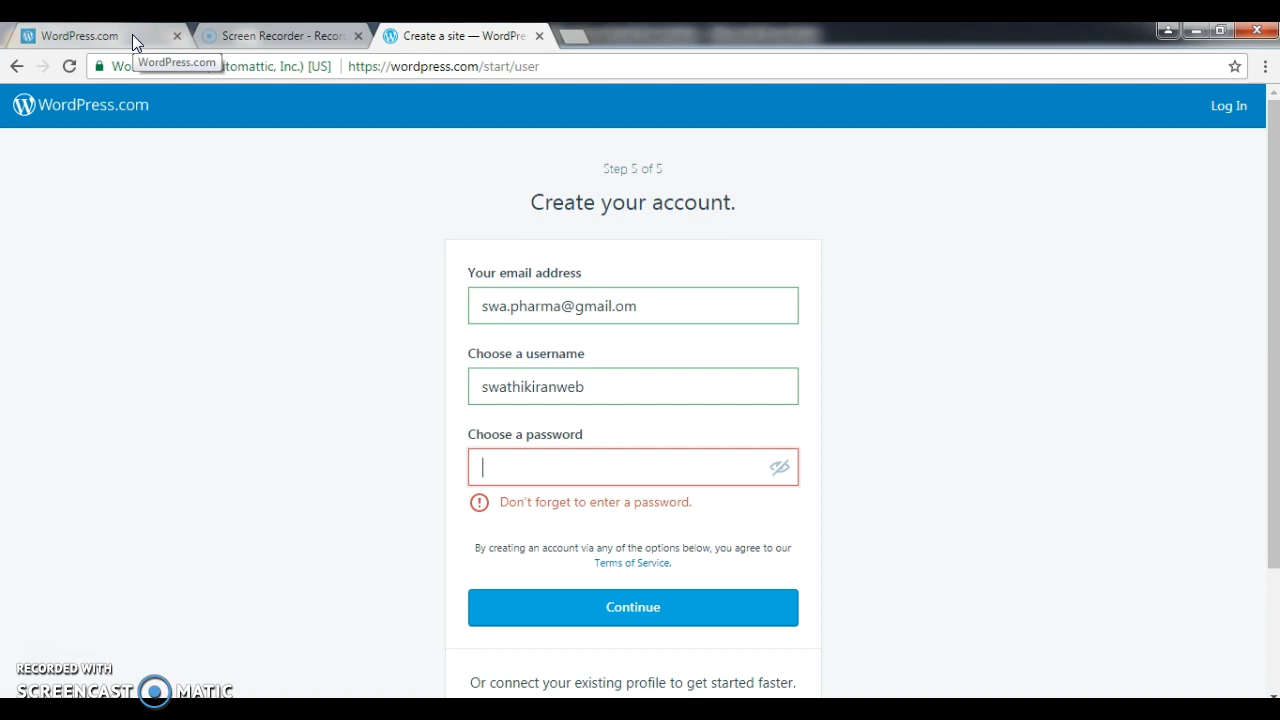 WordPress.com
Screen Recorder - Recor
Create a site — WordPre
WordPress.com
Wo
tomattic, Inc.) [US]
https://wordpress.com/start/user
WordPress.com
Log In
Step 5 of 5
Create your account.
Your email address
swa.pharma@gmail.om
Choose a username
swathikiranweb
Choose a password
Don't forget to enter a password.
By creating an account via any of the options below, you agree to our
Terms of Service.
Continue
Or connect your existing profile to get started faster.
RECORDED WITH
SCREENCAST MATIC